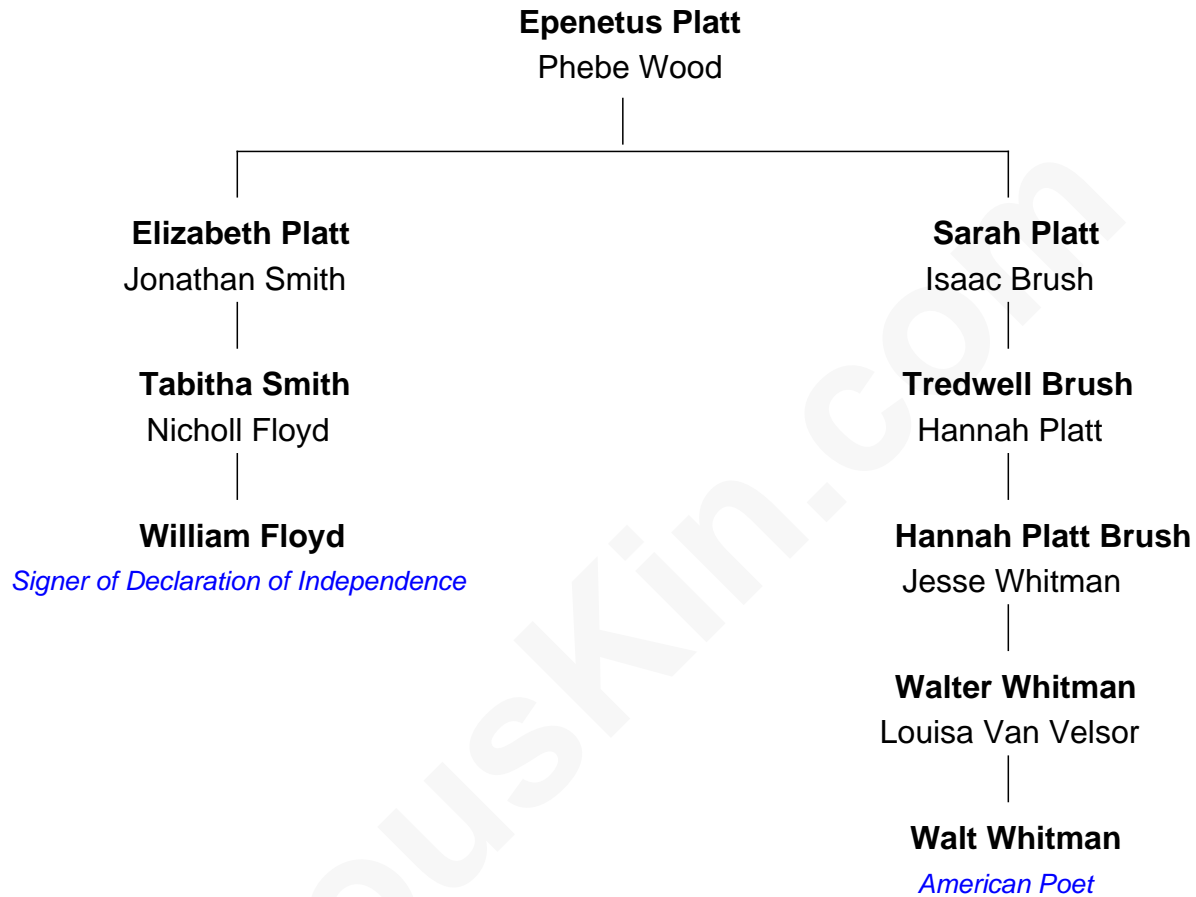 Epenetus Platt
Phebe Wood
Elizabeth Platt
Jonathan Smith
Sarah Platt
Isaac Brush
Tabitha Smith
Nicholl Floyd
Tredwell Brush
Hannah Platt
William Floyd
Signer of Declaration of Independence
Hannah Platt Brush
Jesse Whitman
Walter Whitman
Louisa Van Velsor
Walt Whitman
American Poet
ousKin.com